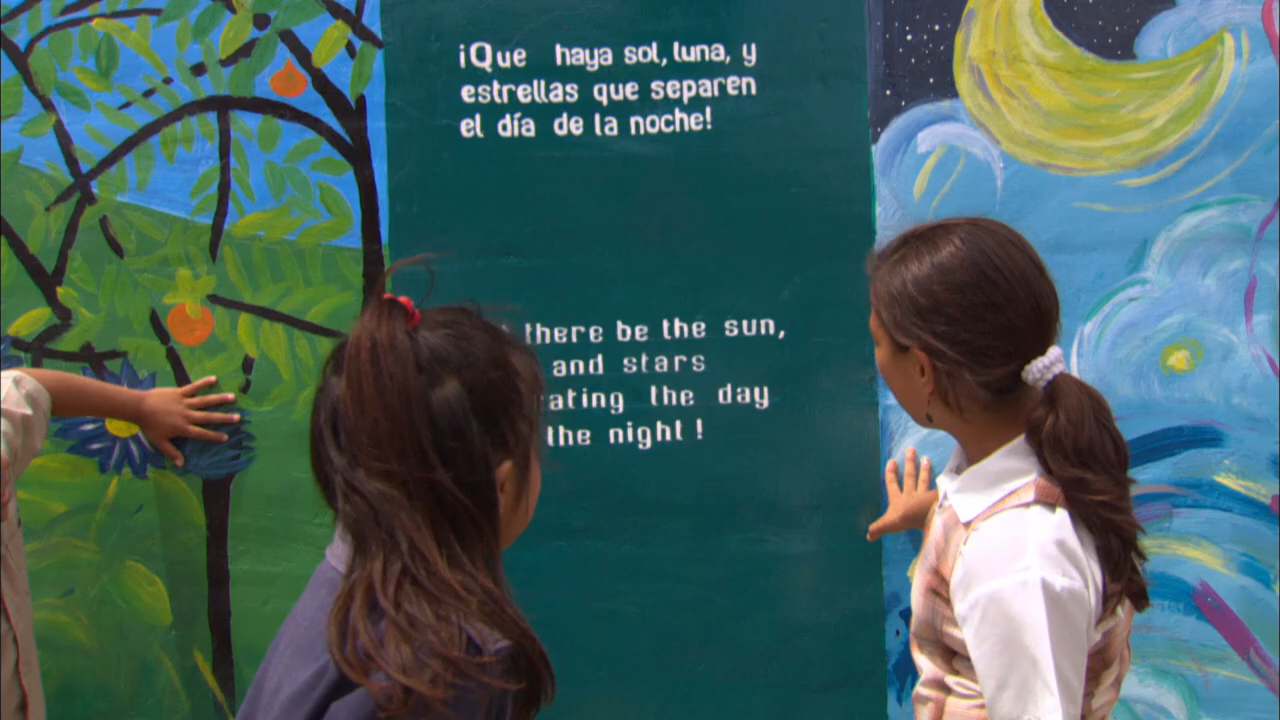 ¡Que haya sol, luna, y
estrellas que separen
el día de la noche!
there be the sun,
and stars
ating the day
the night !